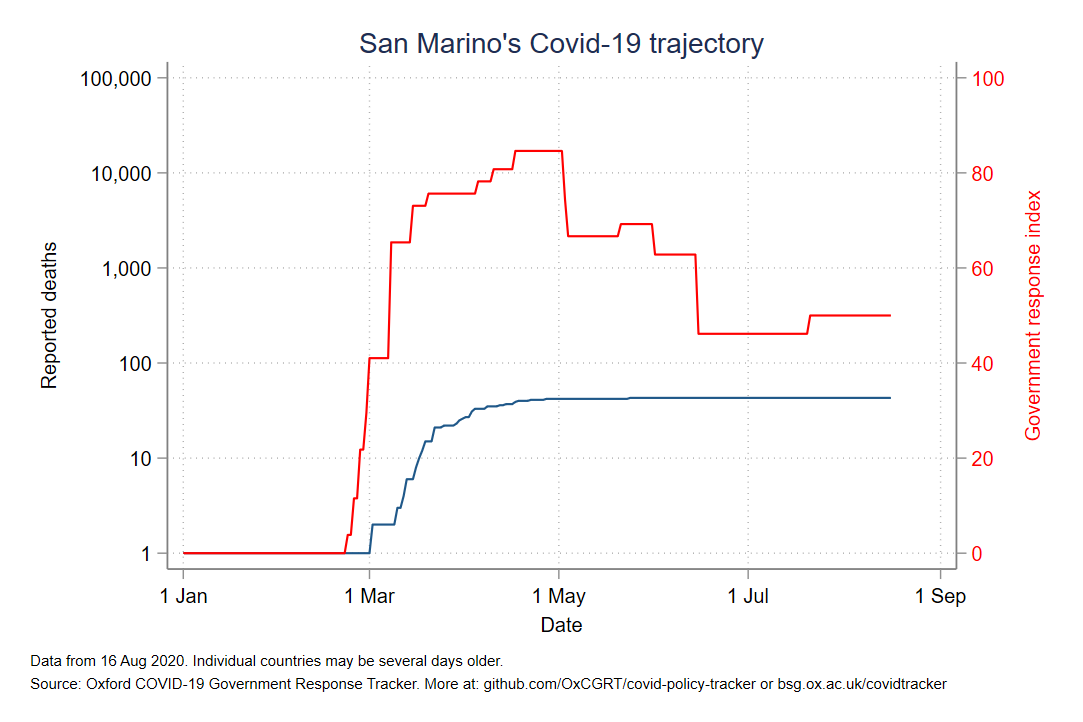 San Marino's Covid-19 trajectory
100,000
10,000
1,000
100
10
1
Reported deaths
100
80
60
40
20
0
Government response index
1 Jan
1 Mar
1 May
1 Jul
1 Sep
Date
Data from 16 Aug 2020. Individual countries may be several days older.
Source: Oxford COVID-19 Government Response Tracker. More at: github.com/OxCGRT/covid-policy-tracker or bsg.ox.ac.uk/covidtracker